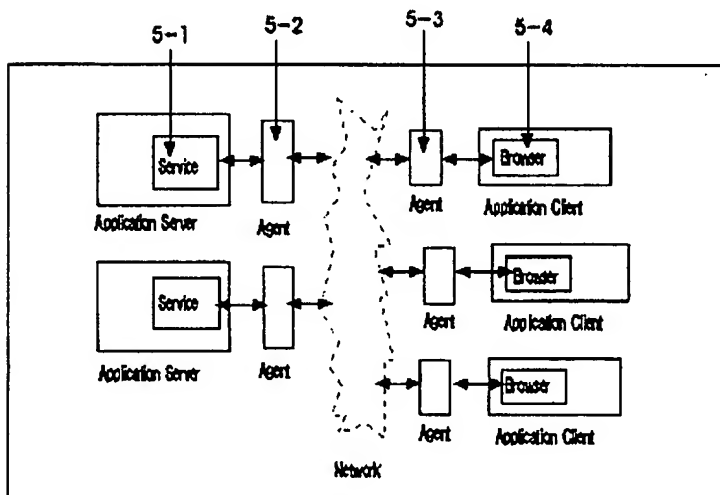 5-1
5-2
5-3
5-4
Service
Browser
Application Server
Agent
Agent
Application Client
Service
Browser
Application Server
Agent
Agent
Application Client
Browser
Agent
Application Client
Network